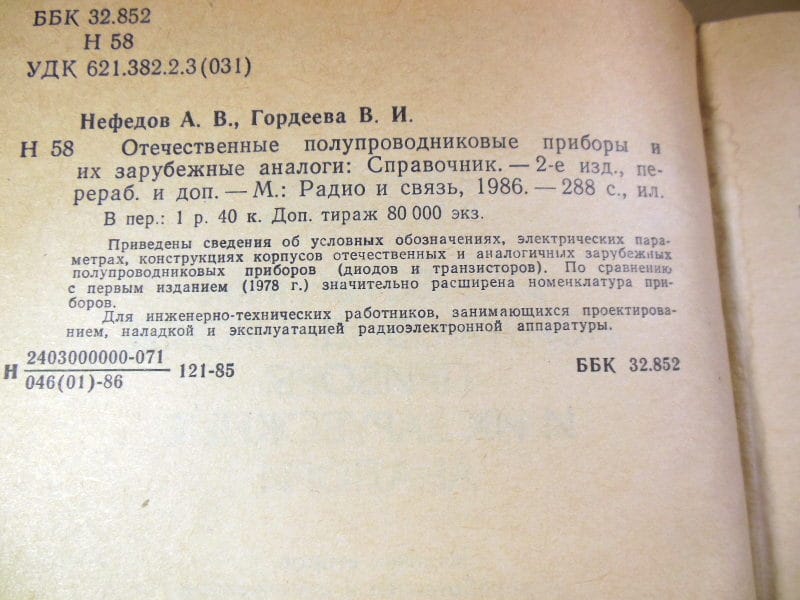 ББК 32.852
Н 58
УДК 621.382.2.3(031)
Нефедов А. В., Гордеева В. И.
Н 58 Отечественные полупроводниковые приборы и
их зарубежные аналоги: Справочник. — 2-е изд., пе-
рераб. и доп. — М.: Радио и связь, 1986. — 288 с., ил.
В пер.: 1 р. 40 к. Доп. тираж 80 000 экз.
Приведены сведения об условных обозначениях, электрических пара-
метрах, конструкциях корпусов отечественных и аналогичных зарубежных
полупроводниковых приборов (диодов и транзисторов). По сравнению
с первым изданием (1978 г.) значительно расширена номенклатура при-
боров.
Для инженерно-технических работников, занимающихся проектирова-
нием, наладкой и эксплуатацией радиоэлектронной аппаратуры.
2403000000-071
Н 046(01)-86 121-85 ББК 32.852